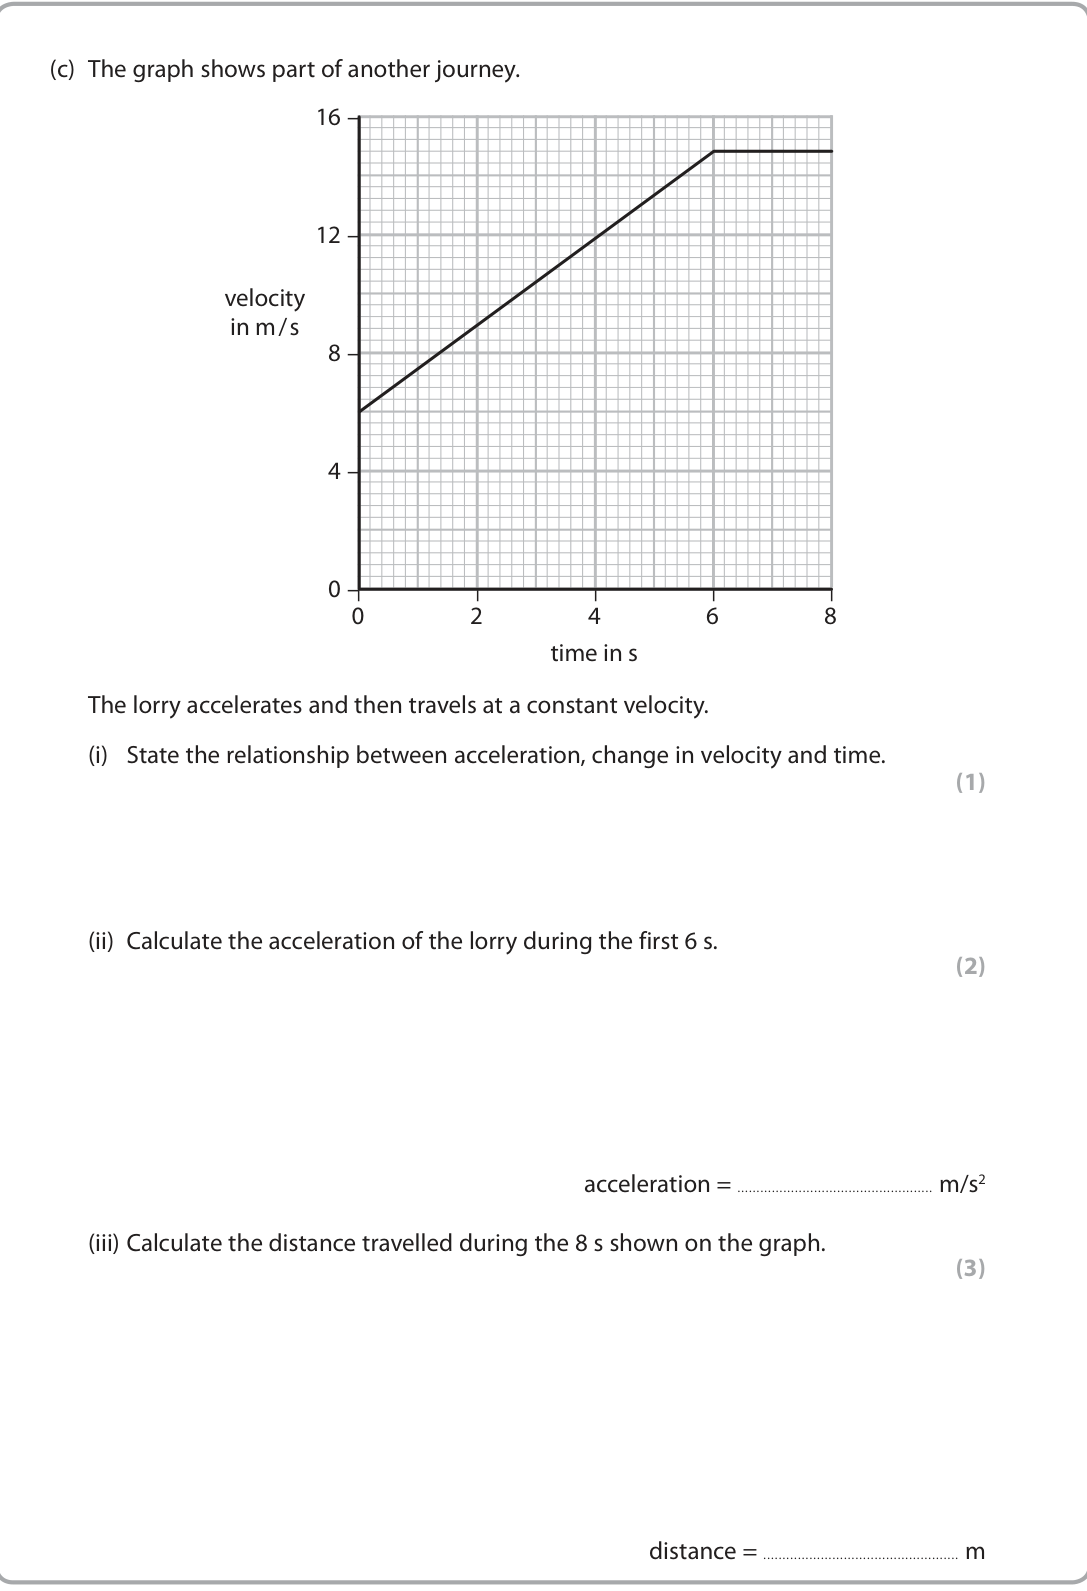 (c) The graph shows part of another journey.
16
12
velocity
in m/s
8
4
0
0 2 4 6 8
time in s
The lorry accelerates and then travels at a constant velocity.
(i) State the relationship between acceleration, change in velocity and time.
(1)
(ii) Calculate the acceleration of the lorry during the first 6 s.
(2)
acceleration = .................................................... m/s²
(iii) Calculate the distance travelled during the 8 s shown on the graph.
(3)
distance = .................................................... m